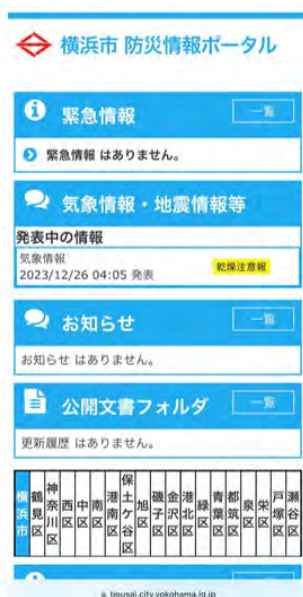 横浜市 防災情報ポータル
緊急情報
一覧
緊急情報 はありません。
気象情報・地震情報等
発表中の情報
気象情報
2023/12/26 04:05 発表
乾燥注意報
お知らせ
一覧
お知らせ はありません。
公開文書フォルダ
一覧
更新履歴 はありません。
横浜市
鶴見区
神奈川区
西区
中区
南区
港南区
保土ケ谷区
旭区
磯子区
金沢区
港北区
緑区
青葉区
都筑区
泉区
栄区
戸塚区
瀬谷区
bousai.city.yokohama.lg.jp